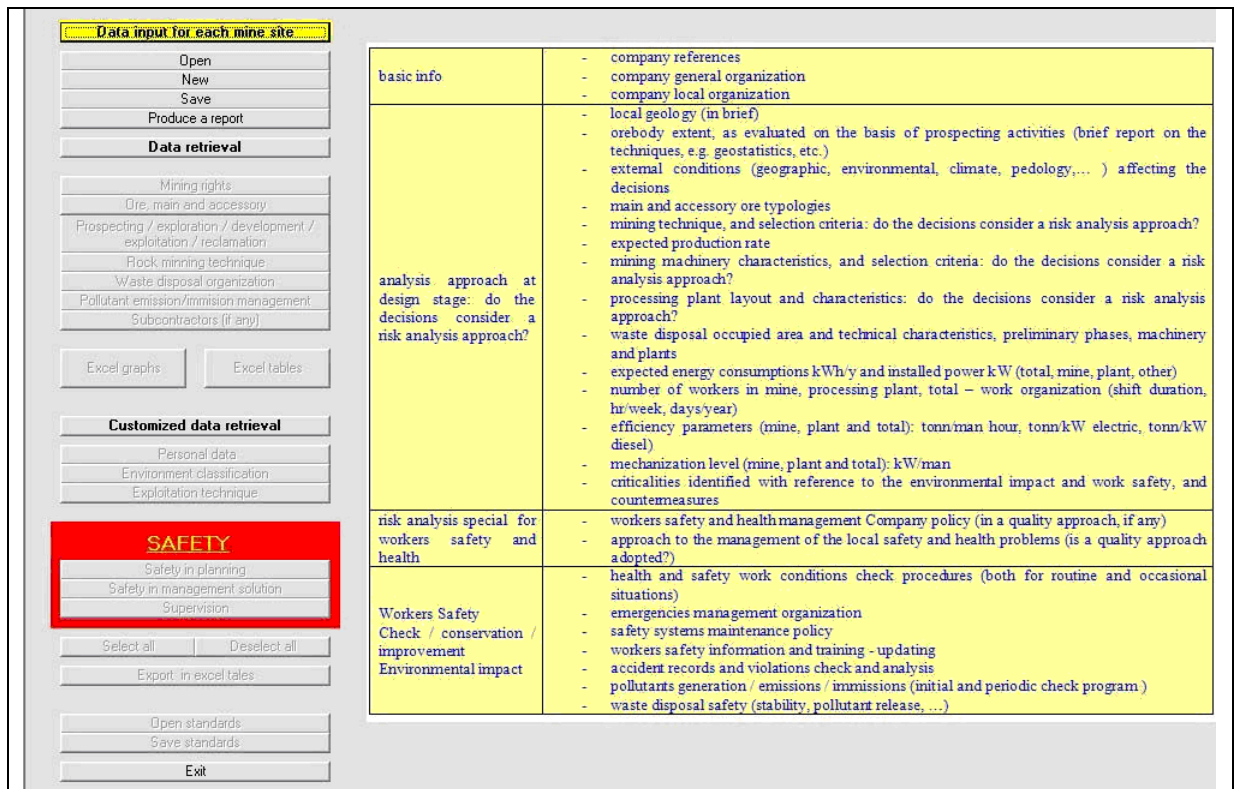 Data input for each mine site
Open
New
Save
Produce a report
Data retrieval
Mining rights
Ore, main and accessory
Prospecting / exploration / development /
exploitation / reclamation
Rock minning technique
Waste disposal organization
Pollutant emission/immision management
Subcontractors (if any)
Excel graphs
Excel tables
Customized data retrieval
Personal data
Environment classification
Exploitation technique
SAFETY
Safety in planning
Safety in management solution
Supervision
Select all
Deselect all
Export in excel tales
Open standards
Save standards
Exit
basic info
- company references
- company general organization
- company local organization
analysis approach at
design stage: do the
decisions consider a
risk analysis approach?
- local geology (in brief)
- orebody extent, as evaluated on the basis of prospecting activities (brief report on the
techniques, e.g. geostatistics, etc.)
- external conditions (geographic, environmental, climate, pedology,... ) affecting the
decisions
- main and accessory ore typologies
- mining technique, and selection criteria: do the decisions consider a risk analysis approach?
- expected production rate
- mining machinery characteristics, and selection criteria: do the decisions consider a risk
analysis approach?
- processing plant layout and characteristics: do the decisions consider a risk analysis
approach?
- waste disposal occupied area and technical characteristics, preliminary phases, machinery
and plants
- expected energy consumptions kWh/y and installed power kW (total, mine, plant, other)
- number of workers in mine, processing plant, total – work organization (shift duration,
hr/week, days/year)
- efficiency parameters (mine, plant and total): tonn/man hour, tonn/kW electric, tonn/kW
diesel)
- mechanization level (mine, plant and total): kW/man
- criticalities identified with reference to the environmental impact and work safety, and
countermeasures
risk analysis special for
workers safety and
health
- workers safety and health management Company policy (in a quality approach, if any)
- approach to the management of the local safety and health problems (is a quality approach
adopted?)
Workers Safety
Check / conservation /
improvement
Environmental impact
- health and safety work conditions check procedures (both for routine and occasional
situations)
- emergencies management organization
- safety systems maintenance policy
- workers safety information and training - updating
- accident records and violations check and analysis
- pollutants generation / emissions / immissions (initial and periodic check program )
- waste disposal safety (stability, pollutant release, ...)